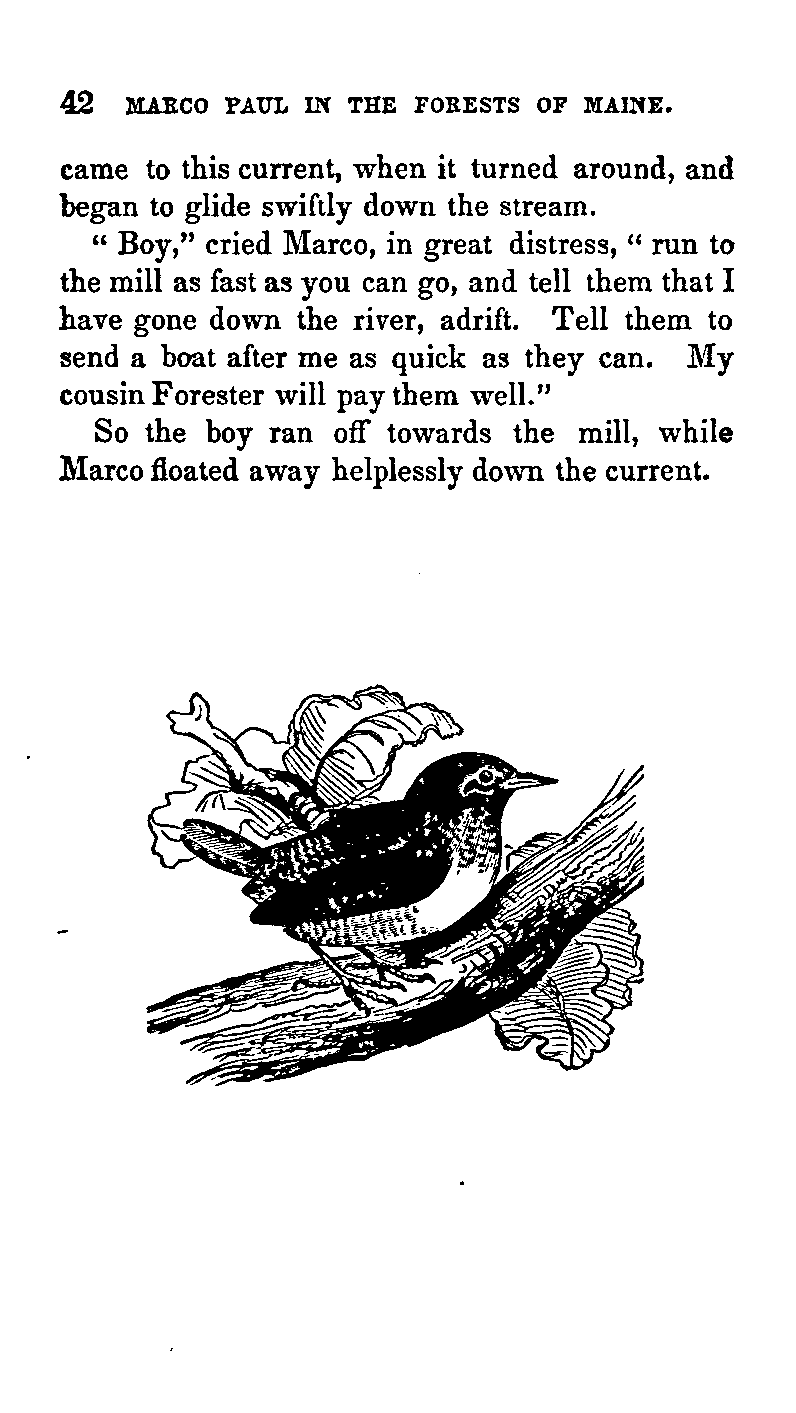 42 MARCO PAUL IN THE FORESTS OF MAINE.
came to this current, when it turned around, and
began to glide swiftly down the stream.
“ Boy,” cried Marco, in great distress, “ run to
the mill as fast as you can go, and tell them that I
have gone down the river, adrift. Tell them to
send a boat after me as quick as they can. My
cousin Forester will pay them well.”
So the boy ran off towards the mill, while
Marco floated away helplessly down the current.